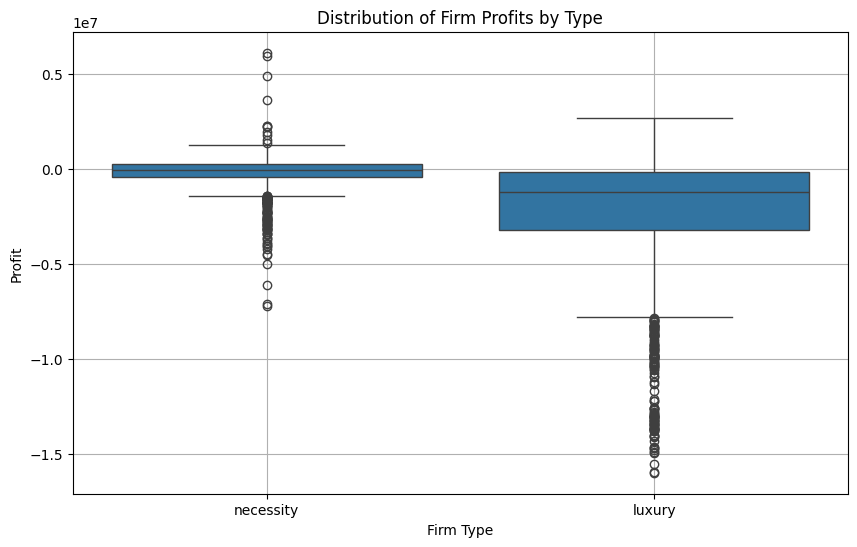 Distribution of Firm Profits by Type
1e7
0.5
0.0
−0.5
−1.0
−1.5
Profit
necessity
luxury
Firm Type